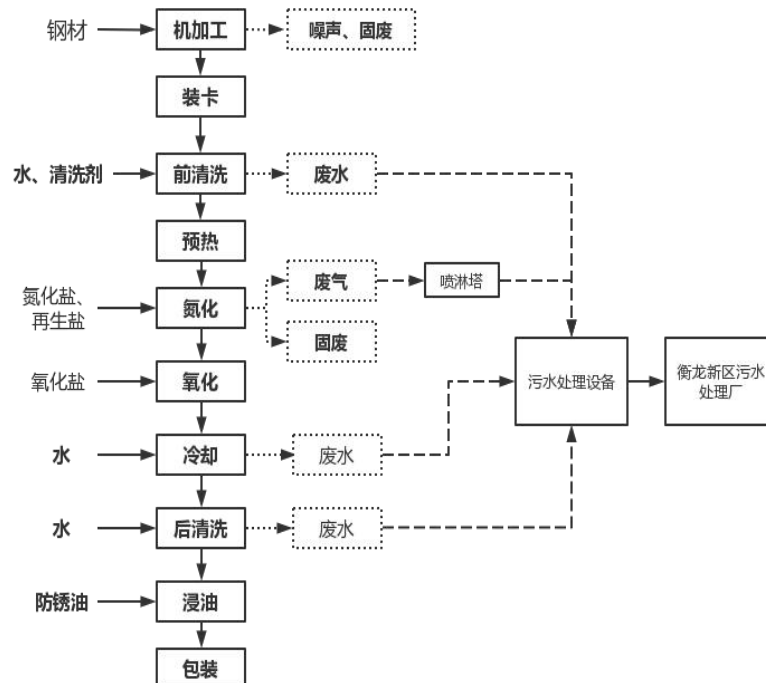 钢材
机加工
噪声、固废
装卡
水、清洗剂
前清洗
废水
预热
氮化盐、
再生盐
氮化
废气
喷淋塔
固废
氧化盐
氧化
污水处理设备
衡龙新区污水
处理厂
水
冷却
废水
水
后清洗
废水
防锈油
浸油
包装